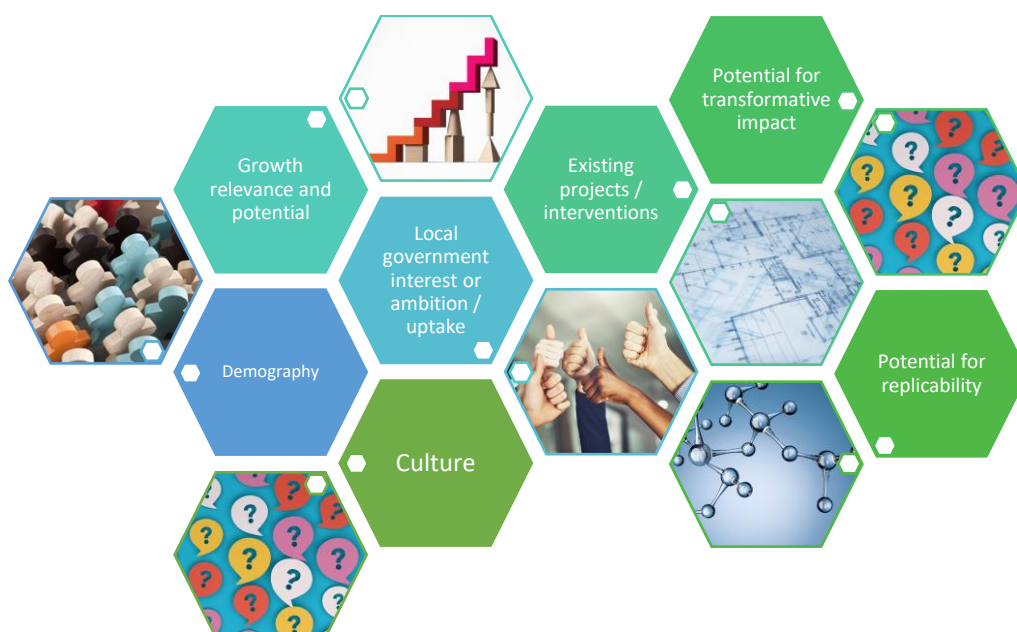 Potential for
transformative
impact
Growth
relevance and
potential
Existing
projects /
interventions
Local
government
interest or
ambition /
uptake
Demography
Potential for
replicability
Culture
? ? ? ? ? ? ? ? ? ? ?
? ? ? ? ? ? ? ? ? ? ?